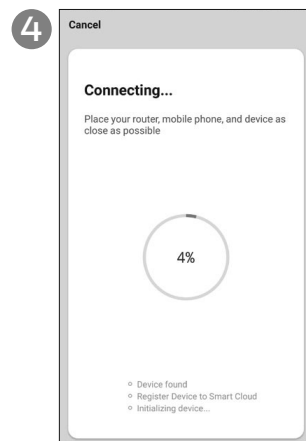 4
Cancel
Connecting...
Place your router, mobile phone, and device as
close as possible
4%
Device found
Register Device to Smart Cloud
Initializing device...